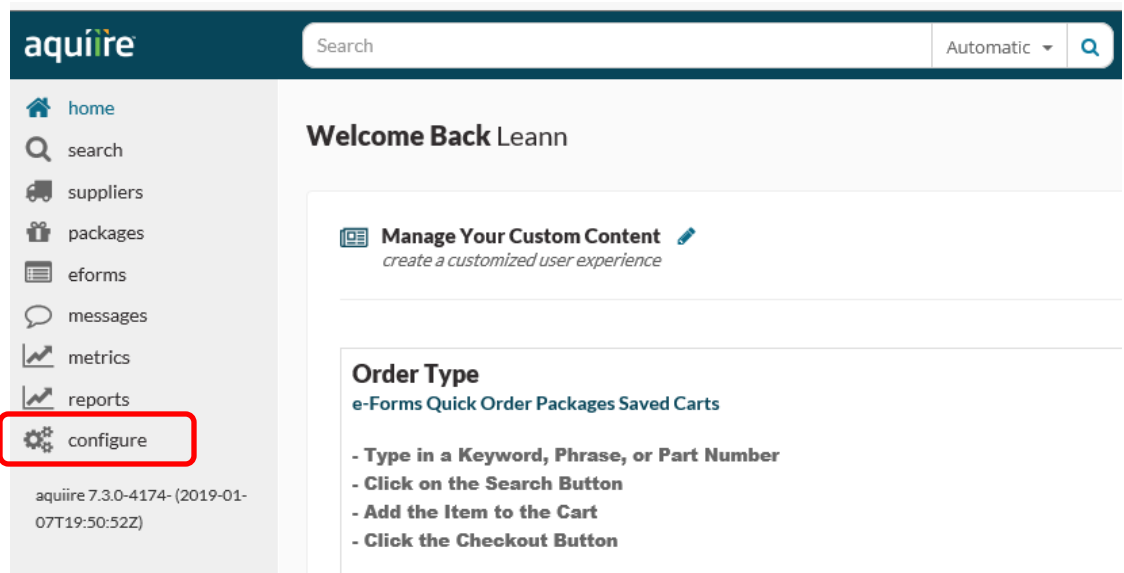 aquiire
Search
Automatic
home
search
suppliers
packages
eforms
messages
metrics
reports
configure
aquiire 7.3.0-4174- (2019-01-
07T19:50:52Z)
Welcome Back Leann
Manage Your Custom Content
create a customized user experience
Order Type
e-Forms Quick Order Packages Saved Carts
- Type in a Keyword, Phrase, or Part Number
- Click on the Search Button
- Add the Item to the Cart
- Click the Checkout Button